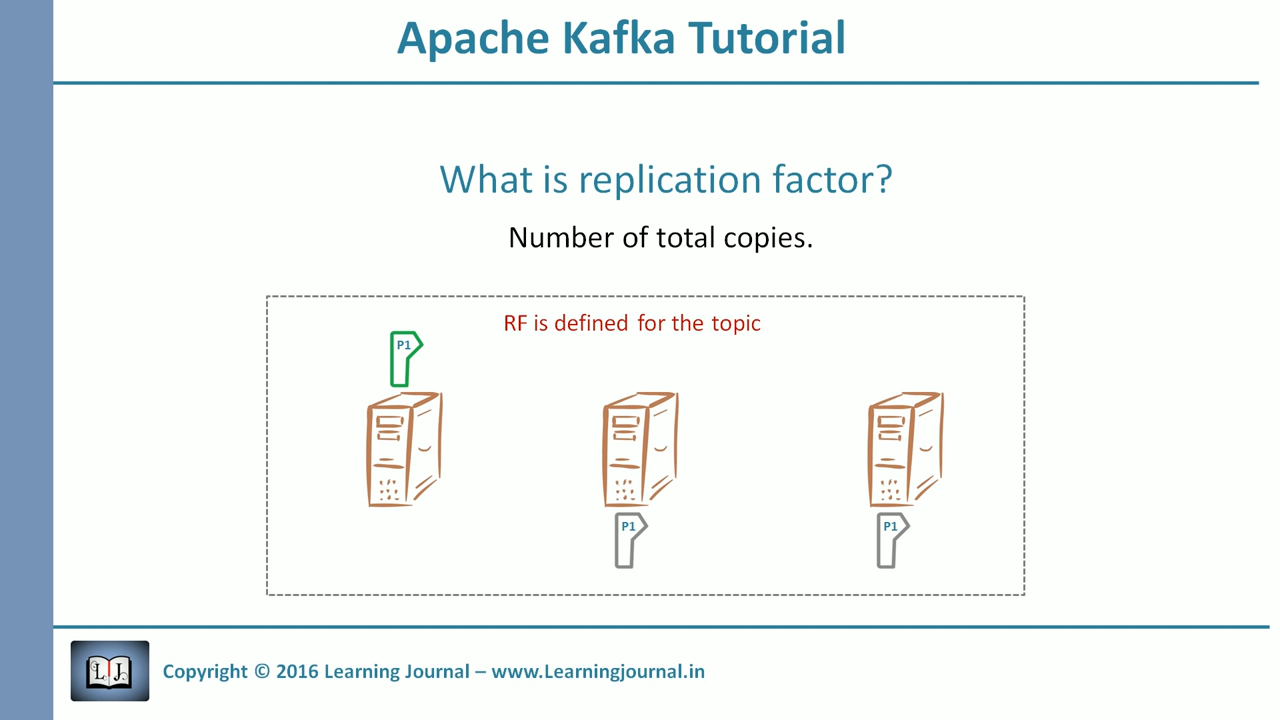 Apache Kafka Tutorial
What is replication factor?
Number of total copies.
RF is defined for the topic
P1
P1
P1
LJ
Copyright © 2016 Learning Journal – www.Learningjournal.in